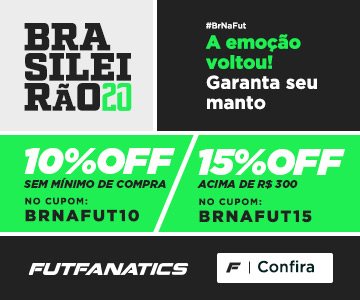 BRA
SILEI
RÃO20
#BrNaFut
A emoção
voltou!
Garanta seu
manto
10%OFF
SEM MÍNIMO DE COMPRA
NO CUPOM:
BRNAFUT10
15%OFF
ACIMA DE R$ 300
NO CUPOM:
BRNAFUT15
FUTFANATICS
F | Confira